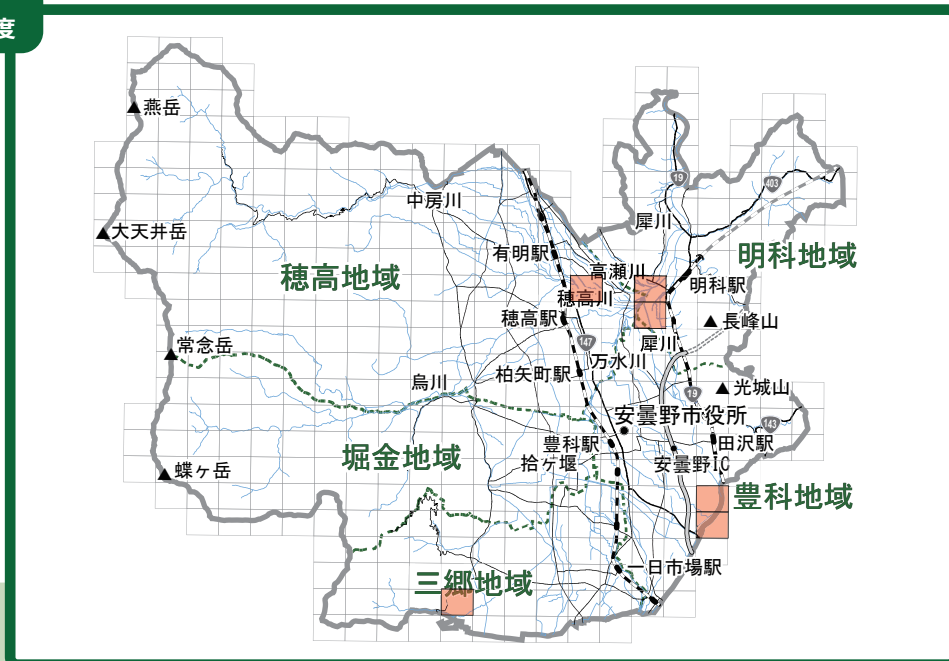 度
燕岳
中房川
19
403
犀川
大天井岳
有明駅
明科地域
穂高地域
高瀬川
明科駅
穂高川
穂高駅
長峰山
147
犀川
常念岳
万水川
柏矢町駅
烏川
光城山
19
安曇野市役所
143
豊科駅
田沢駅
堀金地域
拾ヶ堰
安曇野IC
蝶ヶ岳
豊科地域
一日市場駅
三郷地域